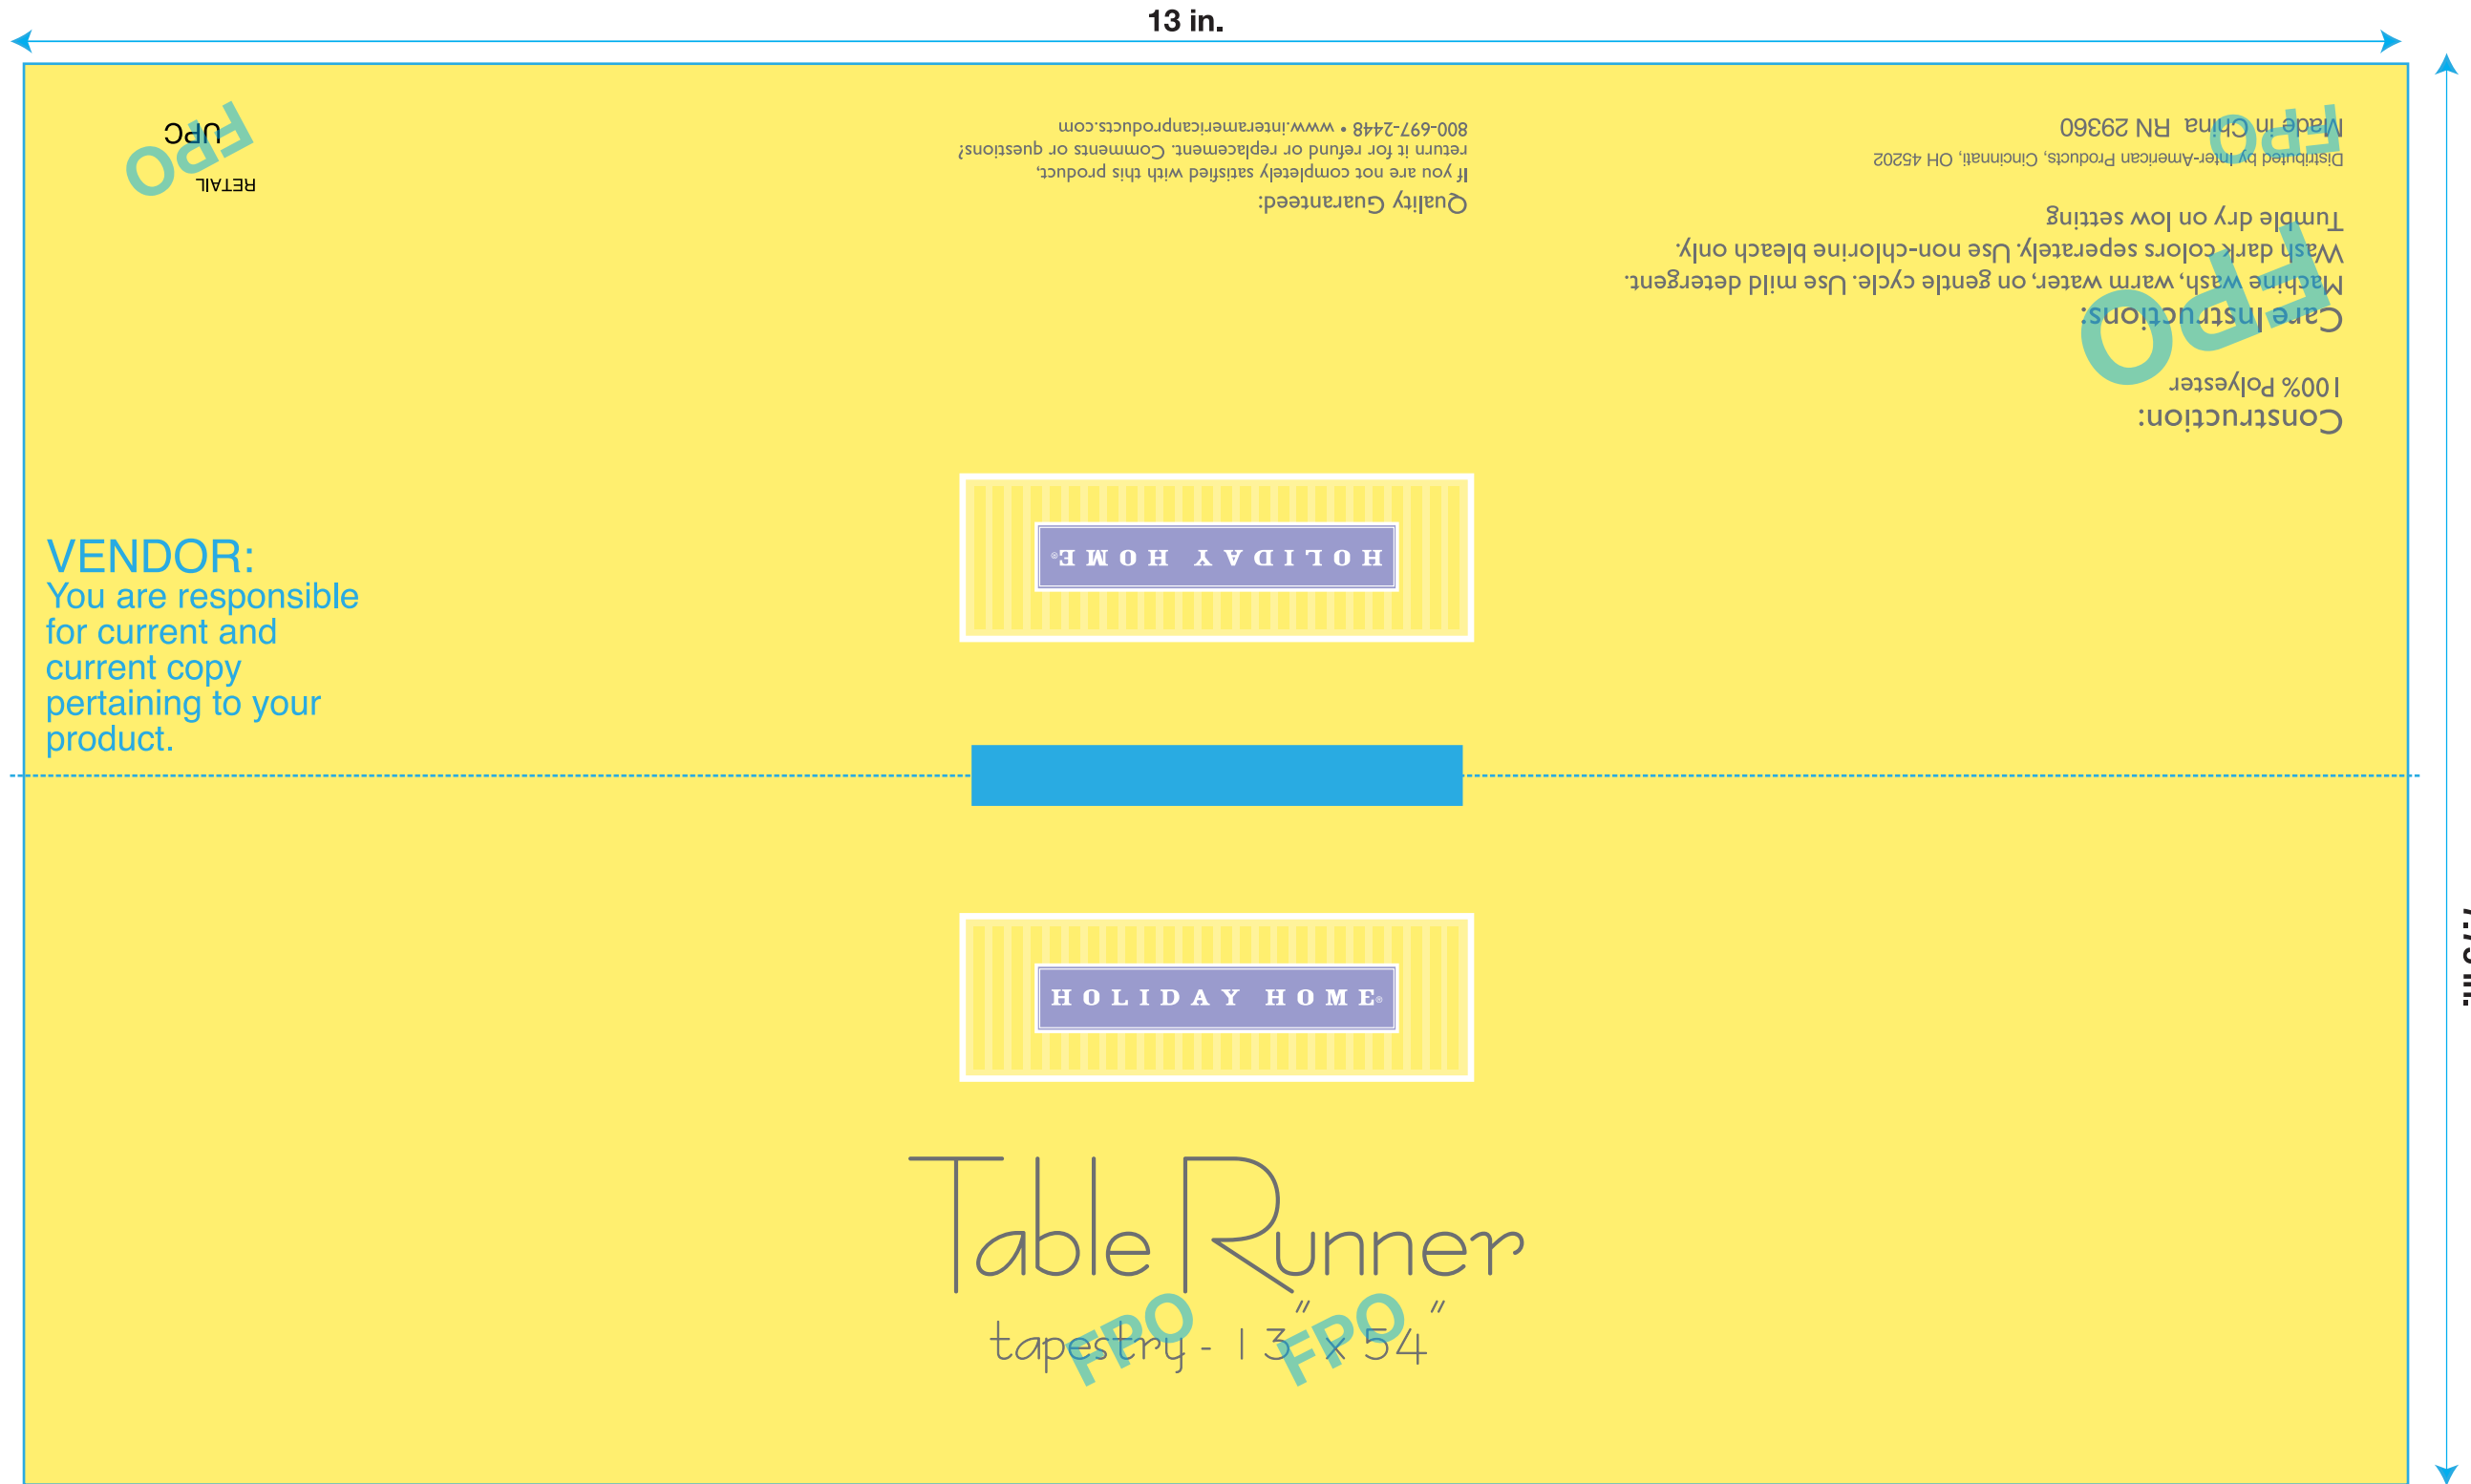 13 in.
UPC
FPO
RETAIL
800-697-2448 • www.interamericanproducts.com
return it for refund or replacement. Comments or questions?
If you are not completely satisfied with this product,
Quality Guaranteed:
Made in China RN 29360
FPO
Distributed by Inter-American Products, Cincinnati, OH 45202
Tumble dry on low setting
Wash dark colors seperately. Use non-chlorine bleach only.
Machine wash, warm water, on gentle cycle. Use mild detergent.
Care Instructions:
FPO
100% Polyester
Construction:
HOLIDAY HOME®
VENDOR:
You are responsible
for current and
current copy
pertaining to your
product.
HOLIDAY HOME®
Table Runner
tapestry - 13" x 54"
FPO FPO